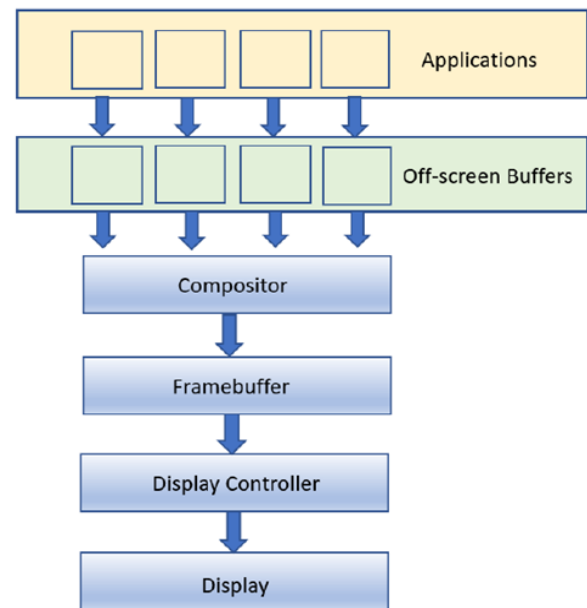 Applications
Off-screen Buffers
Compositor
Framebuffer
Display Controller
Display